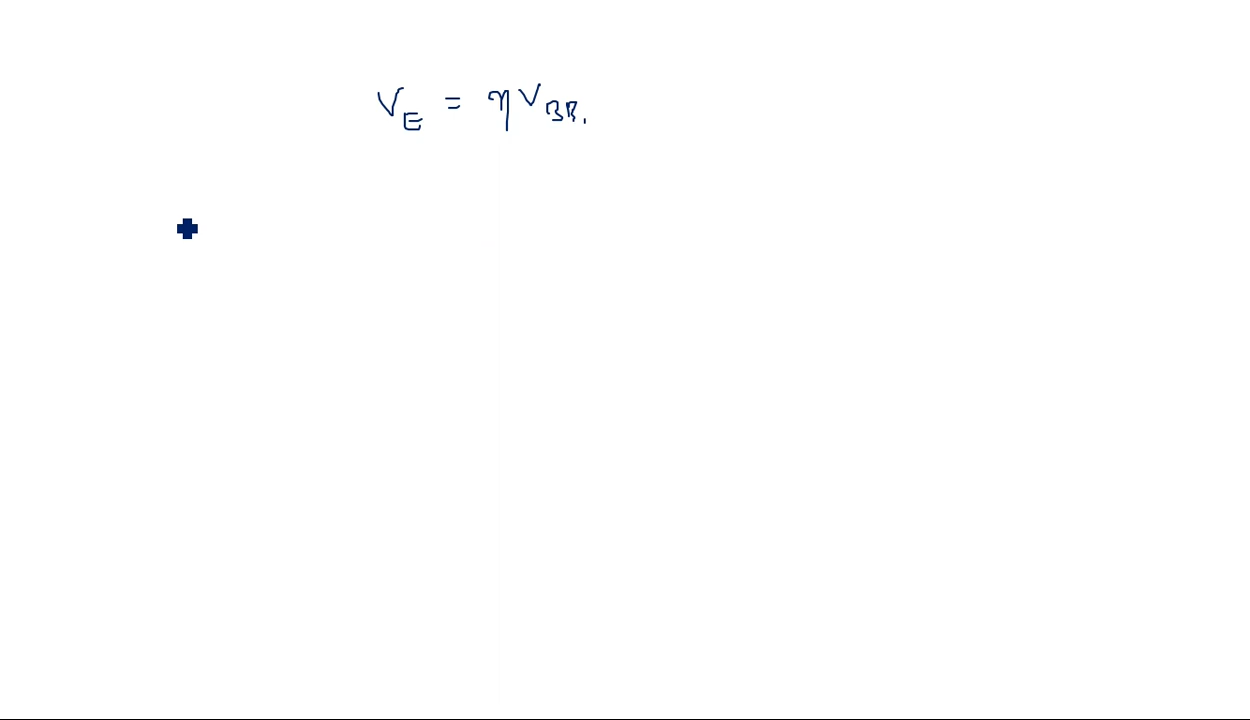 V_E = ηV_BB.